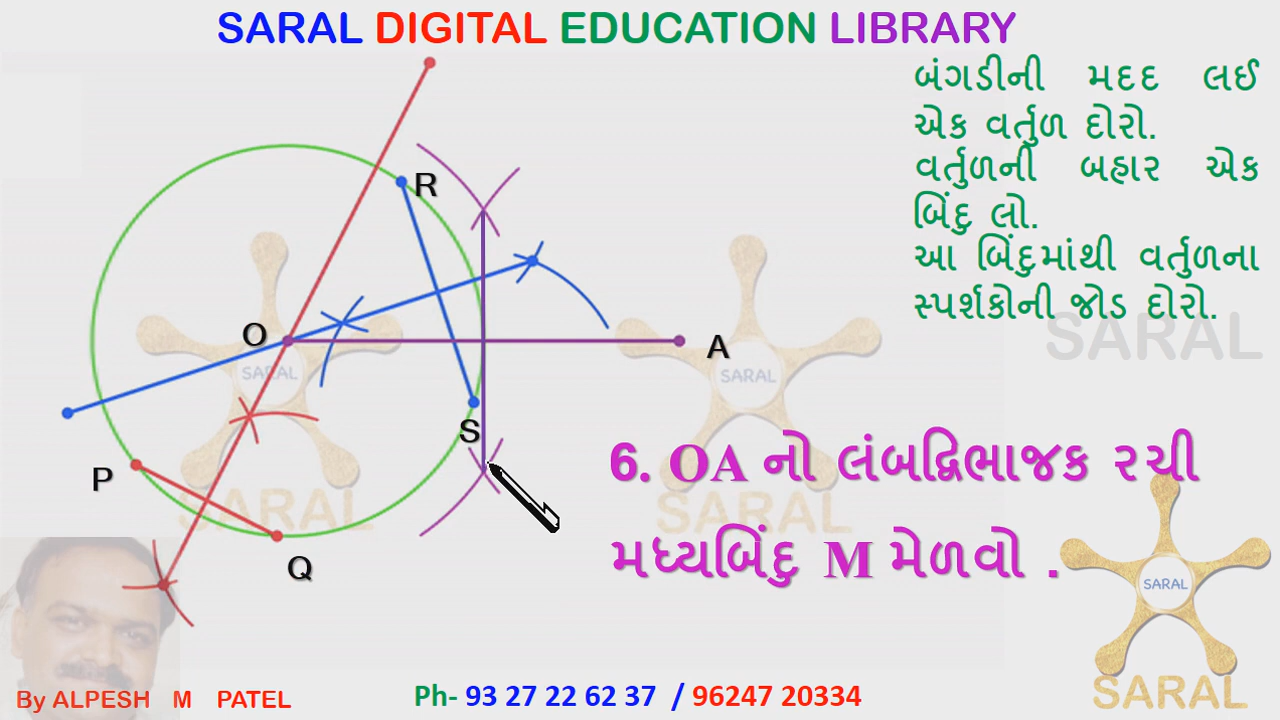 SARAL DIGITAL EDUCATION LIBRARY
બંગડીની મદદ લઈ
એક વર્તુળ દોરો.
વર્તુળની બહાર એક
બિંદુ લો.
આ બિંદુમાંથી વર્તુળના
સ્પર્શકોની જોડ દોરો.
R
O
A
S
P
Q
SARAL
SARAL
SARAL
SARAL
SARAL
6. OA નો લંબદ્વિભાજક રચી
મધ્યબિંદુ M મેળવો .
SARAL
SARAL
By ALPESH M PATEL
Ph- 93 27 22 62 37 / 96247 20334